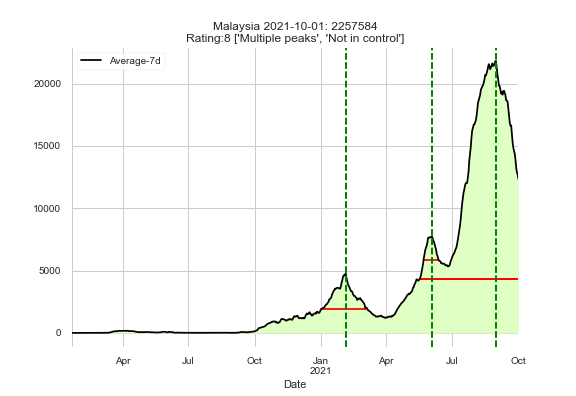 Malaysia 2021-10-01: 2257584
Rating:8 ['Multiple peaks', 'Not in control']
Average-7d
20000
15000
10000
5000
0
Apr Jul Oct Jan Apr Jul Oct
2021
Date